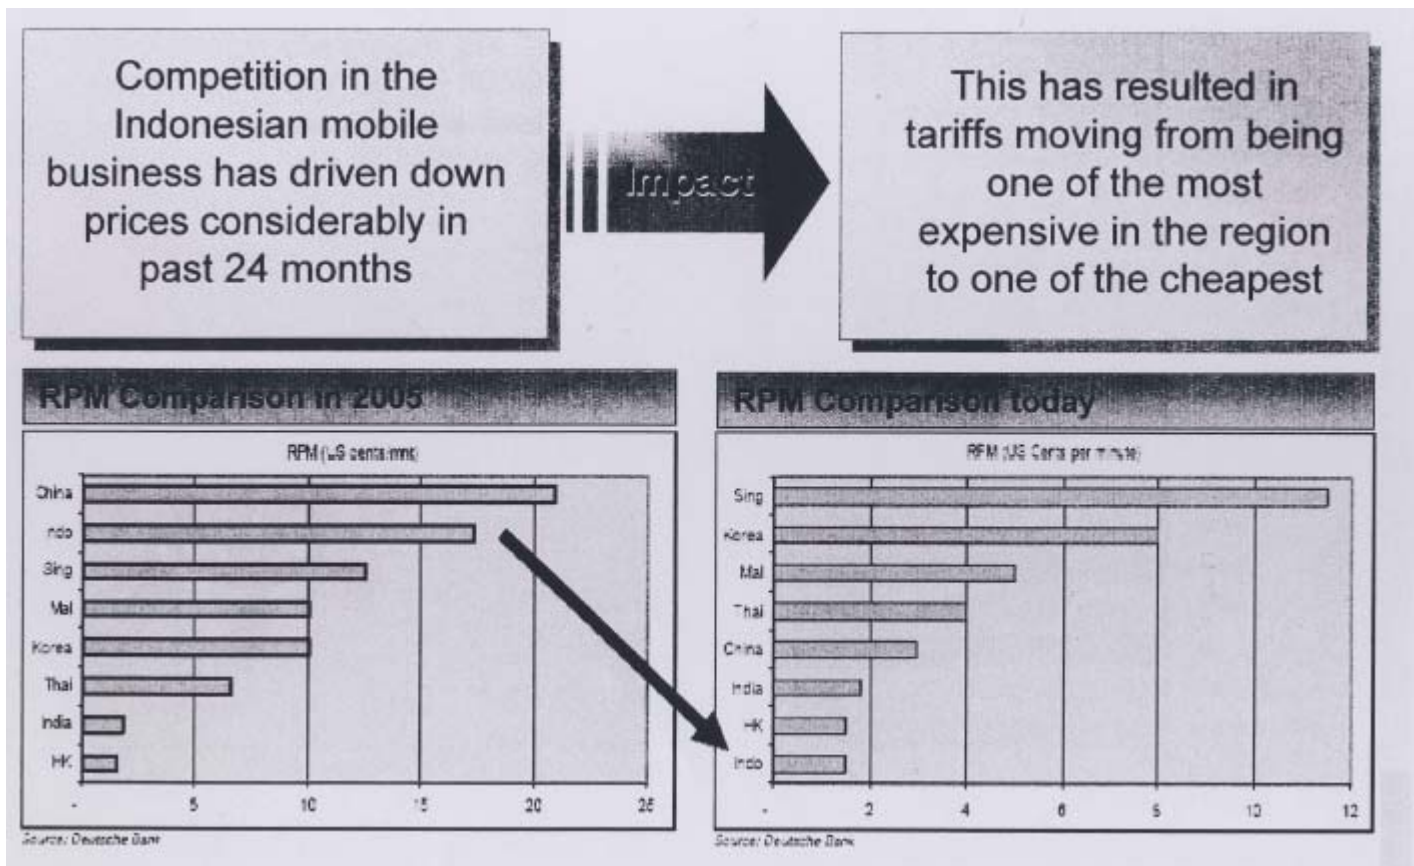 Competition in the
Indonesian mobile
business has driven down
prices considerably in
past 24 months
Impact
This has resulted in
tariffs moving from being
one of the most
expensive in the region
to one of the cheapest
RPM Comparison in 2005
RPM (US cents/mnt)
China
Indo
Sing
Mal
Korea
Thai
India
HK
- 5 10 15 20 25
Source: Deutsche Bank
RPM Comparison today
RPM (US Cents per minute)
Sing
Korea
Mal
Thai
China
India
HK
Indo
- 2 4 6 8 10 12
Source: Deutsche Bank